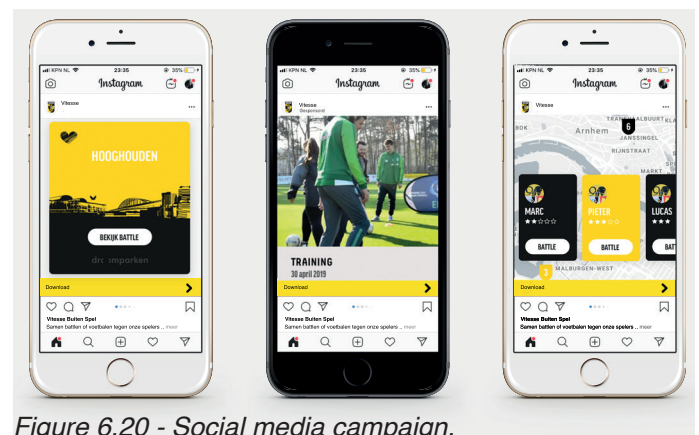 KPN NL 23:35 35%
Instagram
Vitesse
HOOGHOUDEN
BEKIJK BATTLE
droomparken
Download
Vitesse Buiten Spel
Samen battlen of voetballen tegen onze spelers .. meer
KPN NL 23:35 35%
Instagram
Vitesse
Gesponsord
TRAINING
30 april 2019
Download
Vitesse Buiten Spel
Samen battlen of voetballen tegen onze spelers .. meer
KPN NL 23:35 35%
Instagram
Vitesse
Arnhem
6
JANSSINGEL
RIJNSTRAAT
MARKT
MARC
PIETER
LUCAS
BATTLE
BATTLE
BATT
3
MALBURGEN-WEST
Download
Vitesse Buiten Spel
Samen battlen of voetballen tegen onze spelers .. meer
Figure 6.20 - Social media campaign.